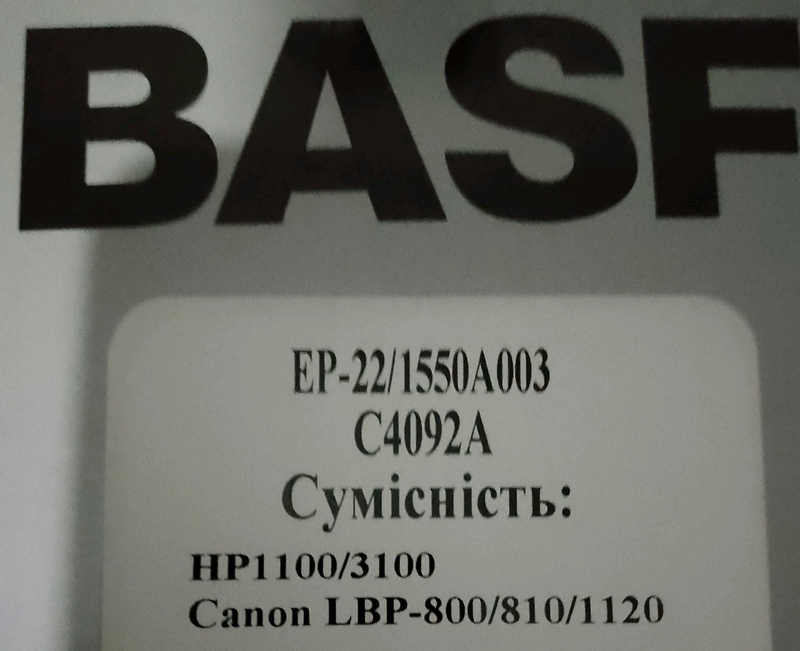 BASF
EP-22/1550A003
C4092A
Сумісність:
HP1100/3100
Canon LBP-800/810/1120